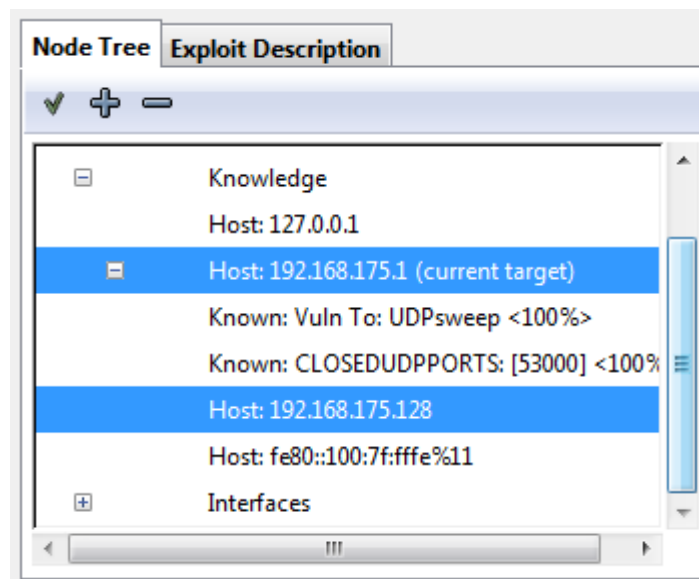 Node Tree Exploit Description
Knowledge
Host: 127.0.0.1
Host: 192.168.175.1 (current target)
Known: Vuln To: UDPsweep <100%>
Known: CLOSEDUDPPORTS: [53000] <100%
Host: 192.168.175.128
Host: fe80::100:7f:fffe%11
Interfaces